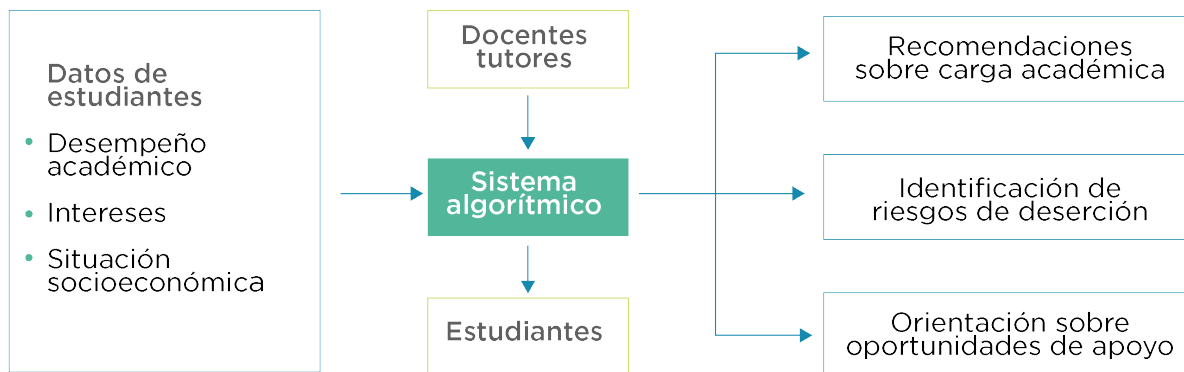 Datos de
estudiantes
• Desempeño
académico
• Intereses
• Situación
socioeconómica
Docentes
tutores
Sistema
algorítmico
Estudiantes
Recomendaciones
sobre carga académica
Identificación de
riesgos de deserción
Orientación sobre
oportunidades de apoyo